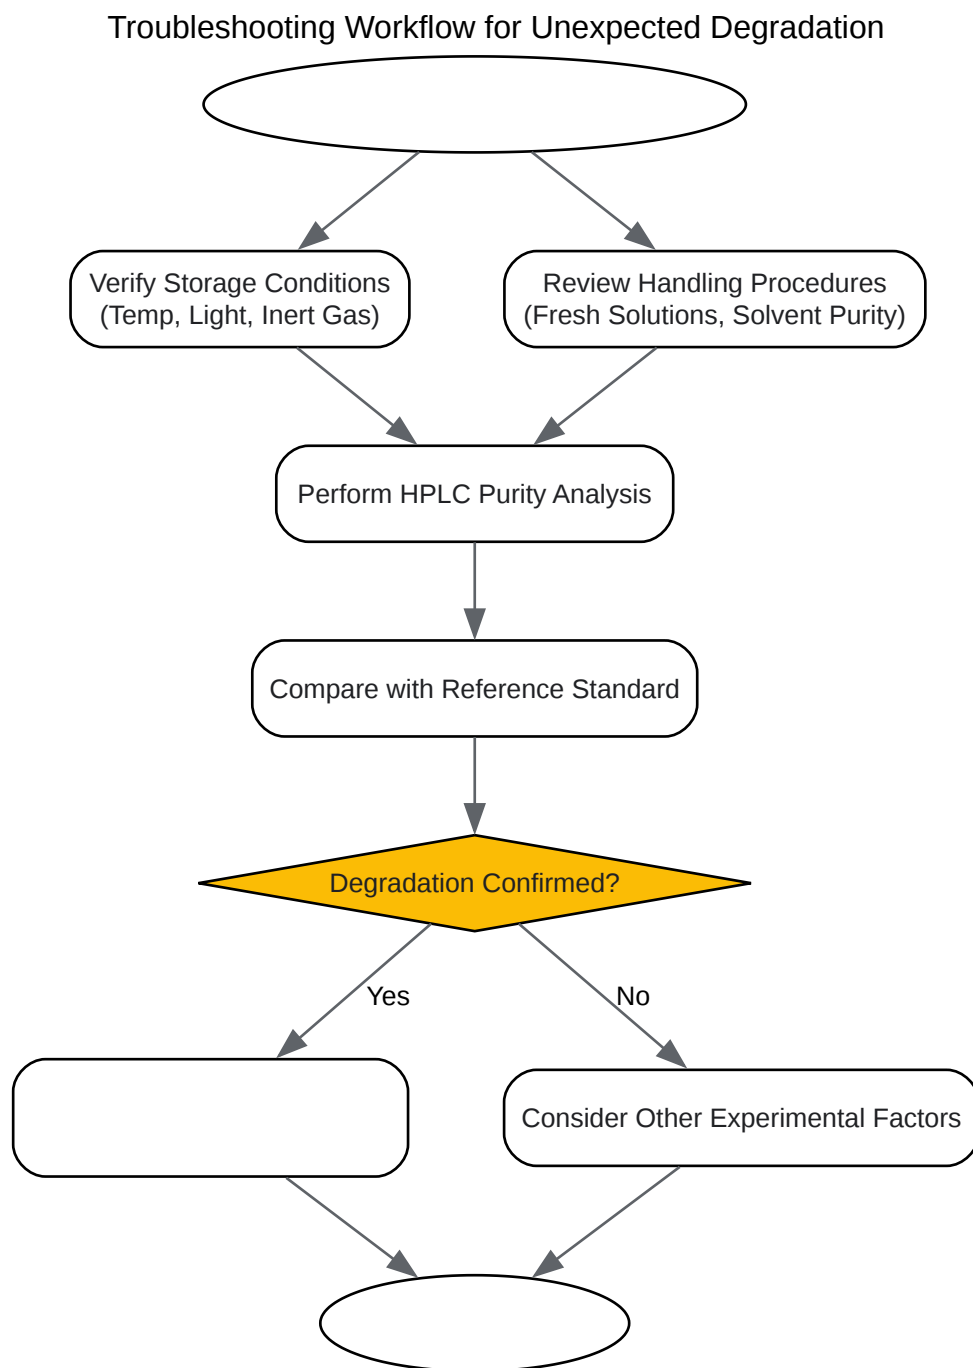 Troubleshooting Workflow for Unexpected Degradation
Verify Storage Conditions
(Temp, Light, Inert Gas)
Review Handling Procedures
(Fresh Solutions, Solvent Purity)
Perform HPLC Purity Analysis
Compare with Reference Standard
Degradation Confirmed?
Yes
No
Consider Other Experimental Factors